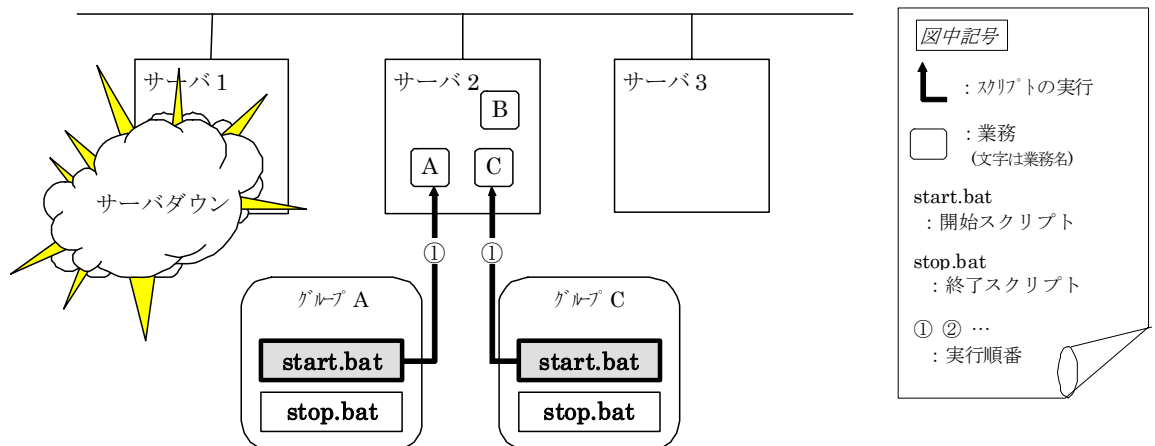 サーバ 1
サーバ 2
サーバ 3
B
A
C
サーバダウン
①
①
ｸﾞﾙｰﾌﾟ A
start.bat
stop.bat
ｸﾞﾙｰﾌﾟ C
start.bat
stop.bat
図中記号
：ｽｸﾘﾌﾟﾄの実行
：業務
(文字は業務名)
start.bat
：開始スクリプト
stop.bat
：終了スクリプト
① ② …
：実行順番